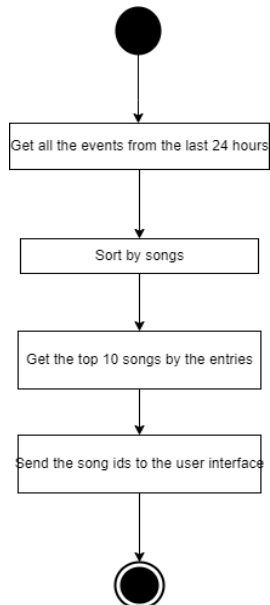 Get all the events from the last 24 hours
Sort by songs
Get the top 10 songs by the entries
Send the song ids to the user interface